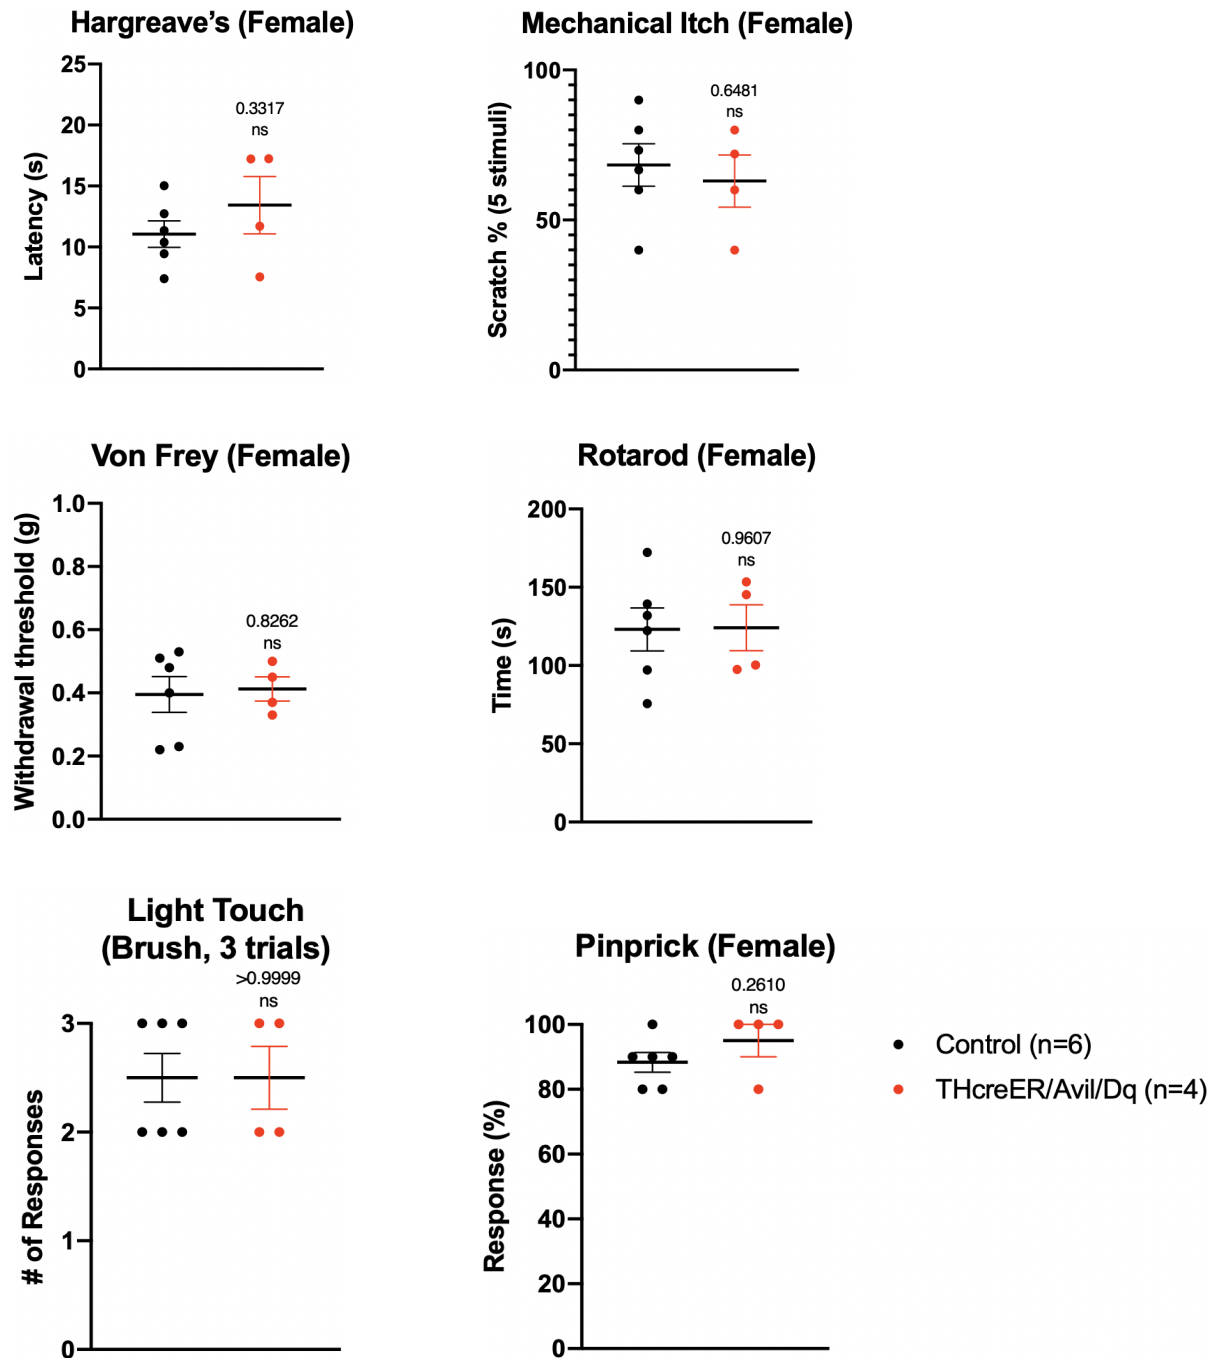 Hargreave’s (Female)
25
20
15
10
5
0
Latency (s)
0.3317
ns
Mechanical Itch (Female)
100
50
0
Scratch % (5 stimuli)
0.6481
ns
Von Frey (Female)
1.0
0.8
0.6
0.4
0.2
0.0
Withdrawal threshold (g)
0.8262
ns
Rotarod (Female)
200
150
100
50
0
Time (s)
0.9607
ns
Light Touch
(Brush, 3 trials)
>0.9999
ns
3
2
1
0
# of Responses
Pinprick (Female)
0.2610
ns
100
80
60
40
20
0
Response (%)
Control (n=6)
THcreER/Avil/Dq (n=4)